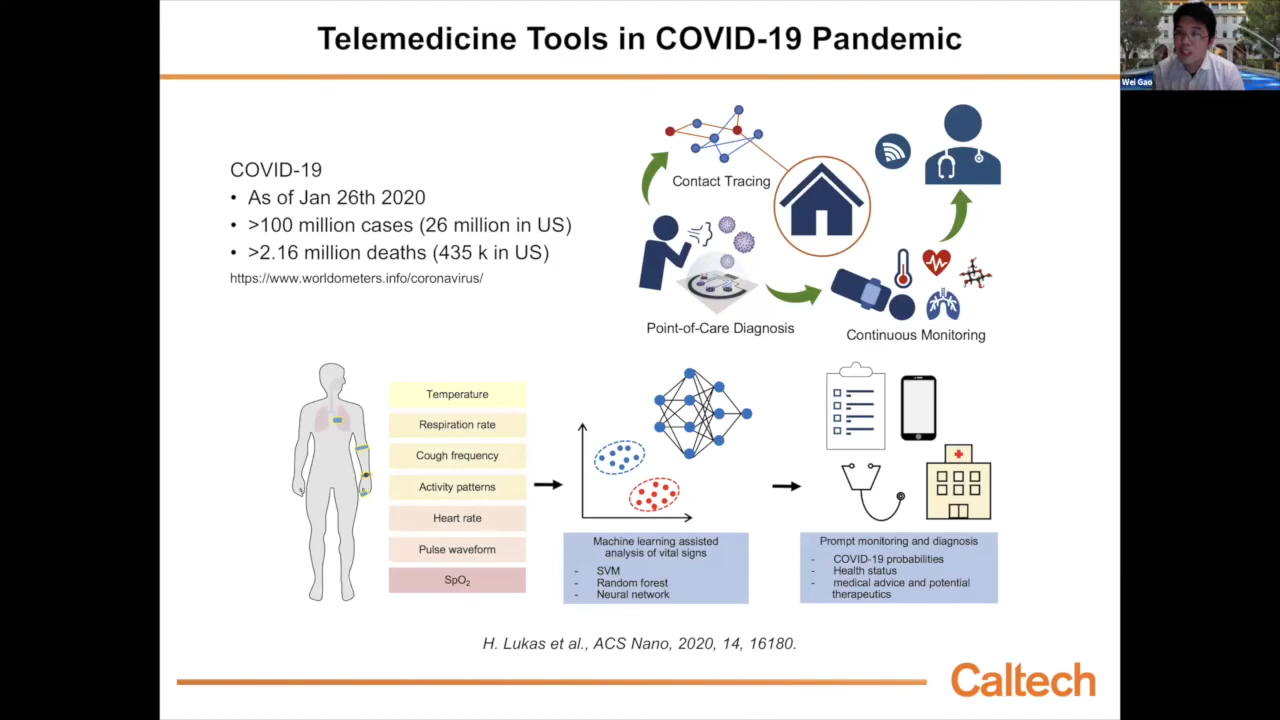 Telemedicine Tools in COVID-19 Pandemic
Wei Gao
COVID-19
• As of Jan 26th 2020
• >100 million cases (26 million in US)
• >2.16 million deaths (435 k in US)
https://www.worldometers.info/coronavirus/
Contact Tracing
Point-of-Care Diagnosis
Continuous Monitoring
Temperature
Respiration rate
Cough frequency
Activity patterns
Heart rate
Pulse waveform
SpO₂
Machine learning assisted
analysis of vital signs
- SVM
- Random forest
- Neural network
Prompt monitoring and diagnosis
- COVID-19 probabilities
- Health status
- medical advice and potential
therapeutics
H. Lukas et al., ACS Nano, 2020, 14, 16180.
Caltech